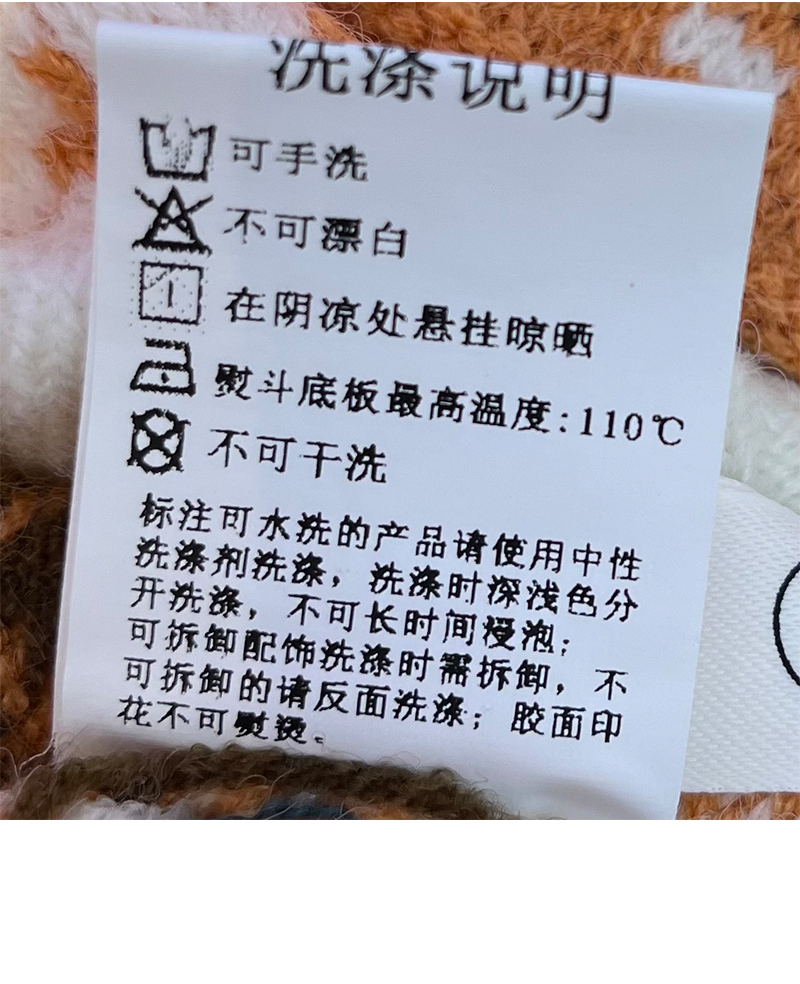 洗涤说明
可手洗
不可漂白
在阴凉处悬挂晾晒
熨斗底板最高温度:110℃
不可干洗
标注可水洗的产品请使用中性
洗涤剂洗涤，洗涤时深浅色分
开洗涤，不可长时间浸泡；
可拆卸配饰洗涤时需拆卸，不
可拆卸的请反面洗涤；胶面印
花不可熨烫。